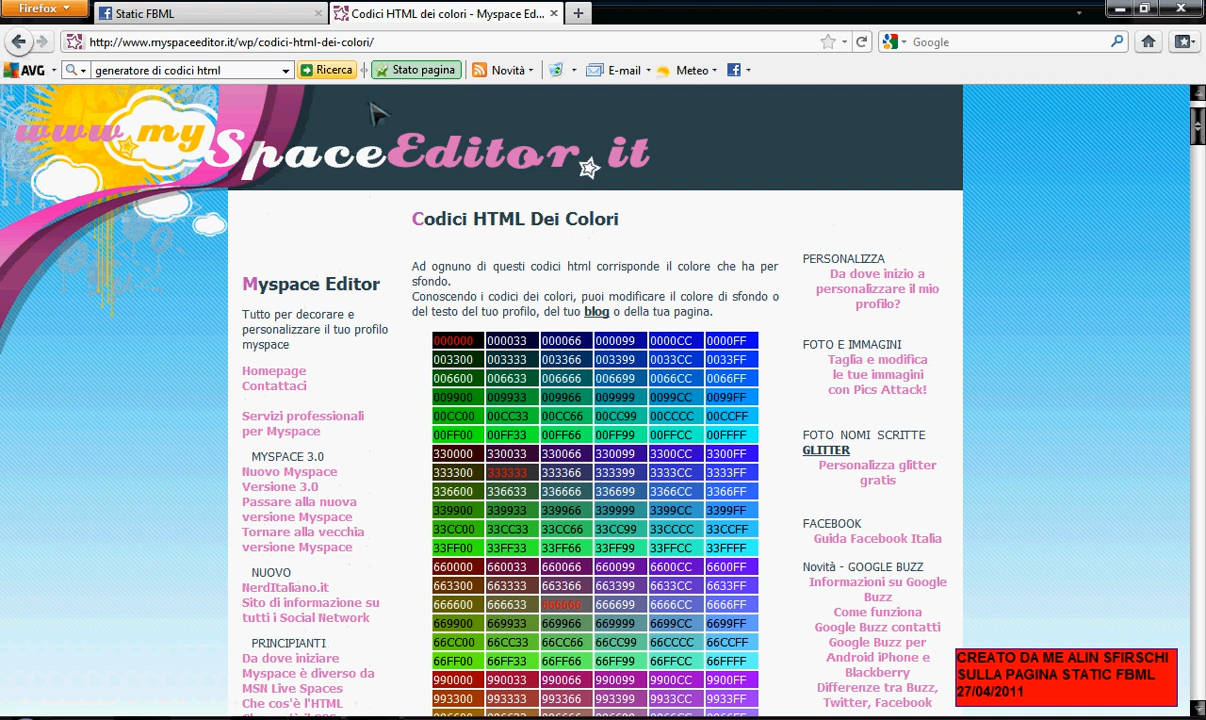 Firefox
Static FBML
Codici HTML dei colori - Myspace Ed...
http://www.myspaceeditor.it/wp/codici-html-dei-colori/
Google
AVG
generatore di codici html
Ricerca
Stato pagina
Novità
E-mail
Meteo
www.mySpaceEditor.it
Codici HTML Dei Colori
Ad ognuno di questi codici html corrisponde il colore che ha per
sfondo.
Conoscendo i codici dei colori, puoi modificare il colore di sfondo o
del testo del tuo profilo, del tuo blog o della tua pagina.
000000 000033 000066 000099 0000CC 0000FF
003300 003333 003366 003399 0033CC 0033FF
006600 006633 006666 006699 0066CC 0066FF
009900 009933 009966 009999 0099CC 0099FF
00CC00 00CC33 00CC66 00CC99 00CCCC 00CCFF
00FF00 00FF33 00FF66 00FF99 00FFCC 00FFFF
330000 330033 330066 330099 3300CC 3300FF
333300 333333 333366 333399 3333CC 3333FF
336600 336633 336666 336699 3366CC 3366FF
339900 339933 339966 339999 3399CC 3399FF
33CC00 33CC33 33CC66 33CC99 33CCCC 33CCFF
33FF00 33FF33 33FF66 33FF99 33FFCC 33FFFF
660000 660033 660066 660099 6600CC 6600FF
663300 663333 663366 663399 6633CC 6633FF
666600 666633 666666 666699 6666CC 6666FF
669900 669933 669966 669999 6699CC 6699FF
66CC00 66CC33 66CC66 66CC99 66CCCC 66CCFF
66FF00 66FF33 66FF66 66FF99 66FFCC 66FFFF
990000 990033 990066 990099 9900CC 9900FF
993300 993333 993366 993399 9933CC 9933FF
Myspace Editor
Tutto per decorare e
personalizzare il tuo profilo
myspace
Homepage
Contattaci
Servizi professionali
per Myspace
MYSPACE 3.0
Nuovo Myspace
Versione 3.0
Passare alla nuova
versione Myspace
Tornare alla vecchia
versione Myspace
NUOVO
NerdItaliano.it
Sito di informazione su
tutti i Social Network
PRINCIPIANTI
Da dove iniziare
Myspace è diverso da
MSN Live Spaces
Che cos'è l'HTML
PERSONALIZZA
Da dove inizio a
personalizzare il mio
profilo?
FOTO E IMMAGINI
Taglia e modifica
le tue immagini
con Pics Attack!
FOTO NOMI SCRITTE
GLITTER
Personalizza glitter
gratis
FACEBOOK
Guida Facebook Italia
Novità - GOOGLE BUZZ
Informazioni su Google
Buzz
Come funziona
Google Buzz contatti
Google Buzz per
Android iPhone e
Blackberry
Differenze tra Buzz,
Twitter, Facebook
CREATO DA ME ALIN SFIRSCHI
SULLA PAGINA STATIC FBML
27/04/2011